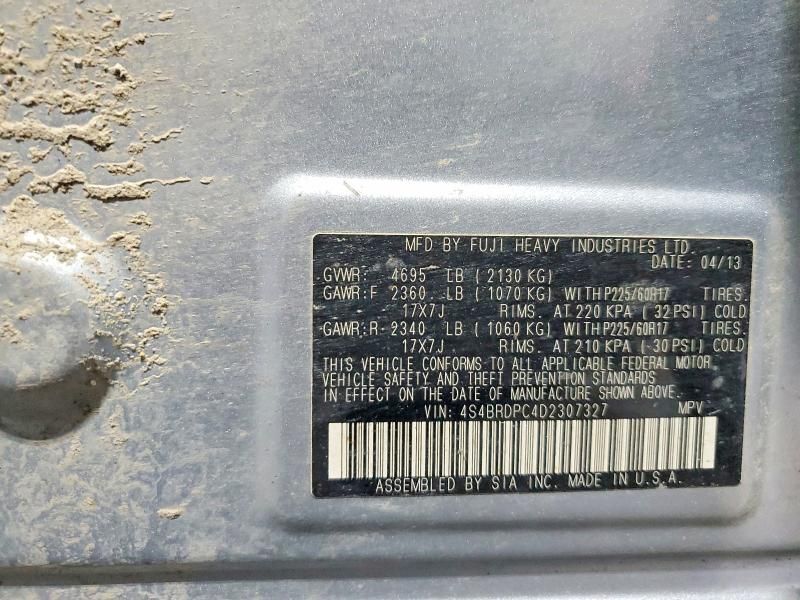 MFD BY FUJI HEAVY INDUSTRIES LTD.
DATE: 04/13
GVWR: 4695 LB (2130 KG)
GAWR:F 2360 LB (1070 KG) WITH P225/60R17 TIRES.
17X7J RIMS. AT 220 KPA (32 PSI) COLD
GAWR:R-2340 LB (1060 KG) WITH P225/60R17 TIRES.
17X7J RIMS. AT 210 KPA (-30 PSI) COLD
THIS VEHICLE CONFORMS TO ALL APPLICABLE FEDERAL MOTOR
VEHICLE SAFETY AND THEFT PREVENTION STANDARDS
IN EFFECT ON THE DATE OF MANUFACTURE SHOWN ABOVE.
VIN: 4S4BRDPC4D2307327 MPV
ASSEMBLED BY SIA INC. MADE IN U.S.A.